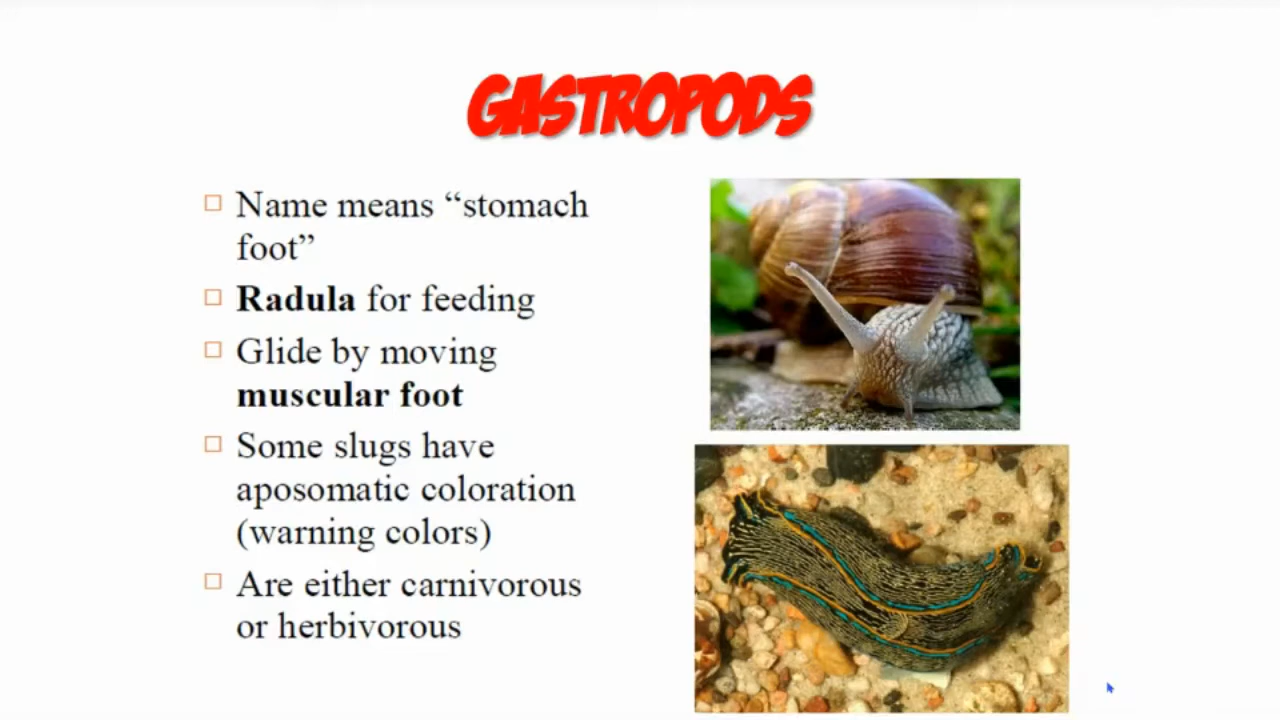 GASTROPODS
Name means “stomach
foot”
Radula for feeding
Glide by moving
muscular foot
Some slugs have
aposomatic coloration
(warning colors)
Are either carnivorous
or herbivorous